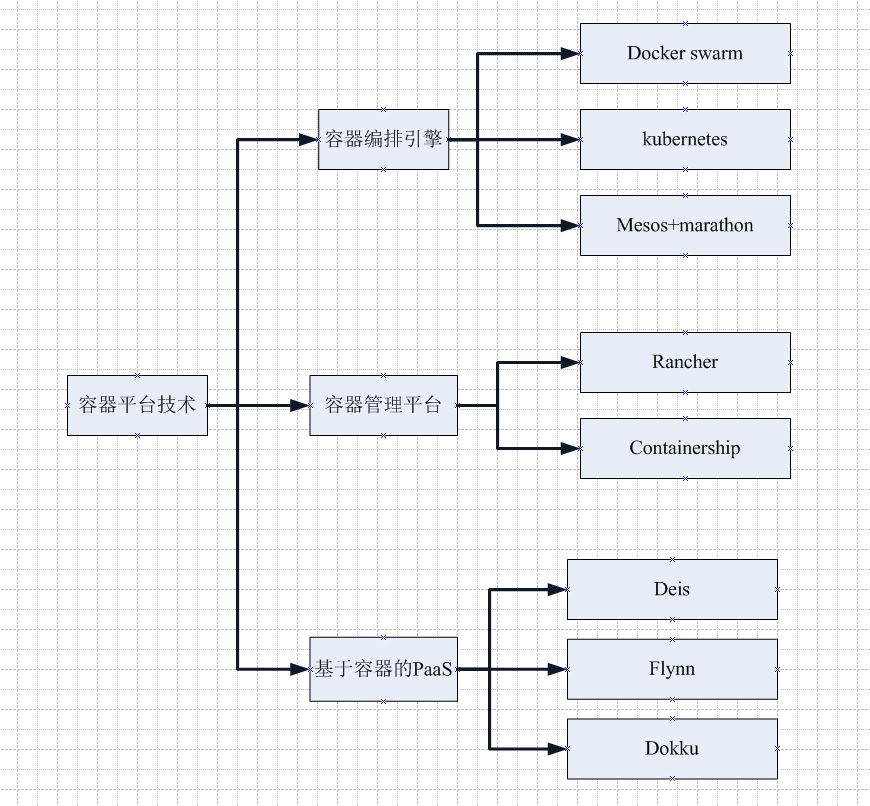 容器平台技术
容器编排引擎
Docker swarm
kubernetes
Mesos+marathon
容器管理平台
Rancher
Containership
基于容器的PaaS
Deis
Flynn
Dokku